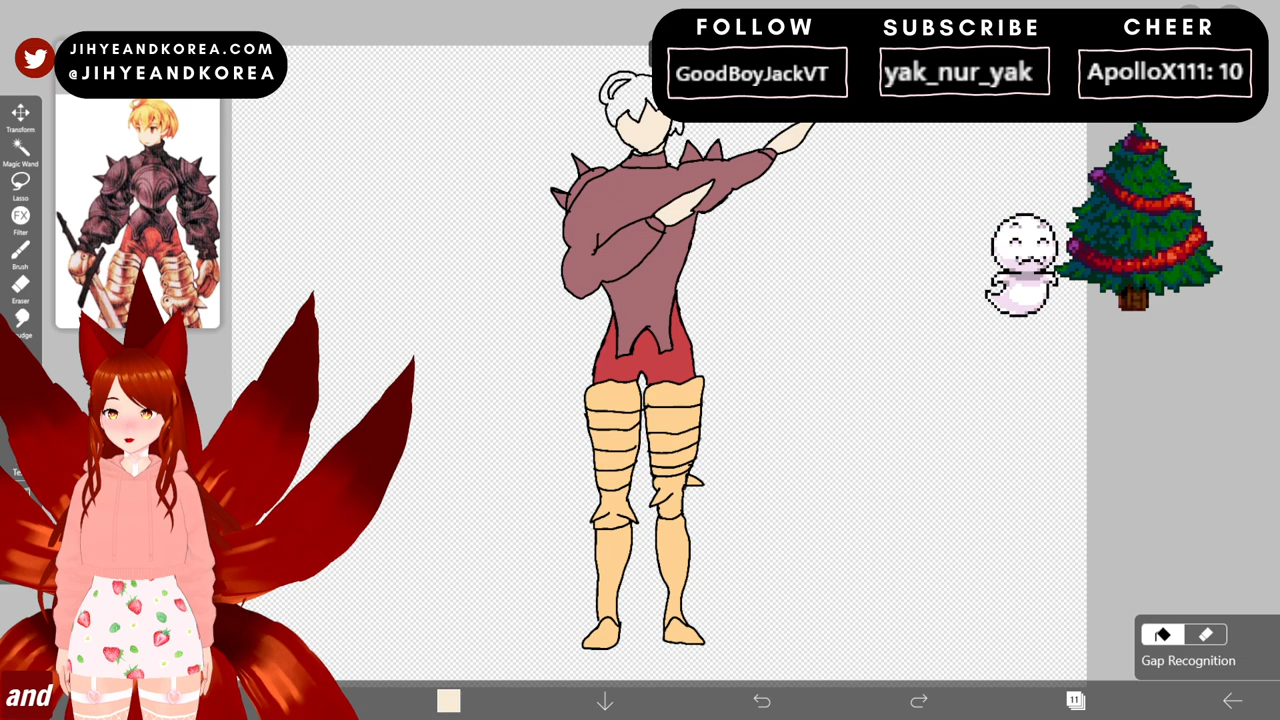 JIHYEANDKOREA.COM
@JIHYEANDKOREA
FOLLOW
GoodBoyJackVT
SUBSCRIBE
yak_nur_yak
CHEER
ApolloX111: 10
Transform
Magic Wand
Lasso
FX
Filter
Brush
Eraser
and
11
Gap Recognition